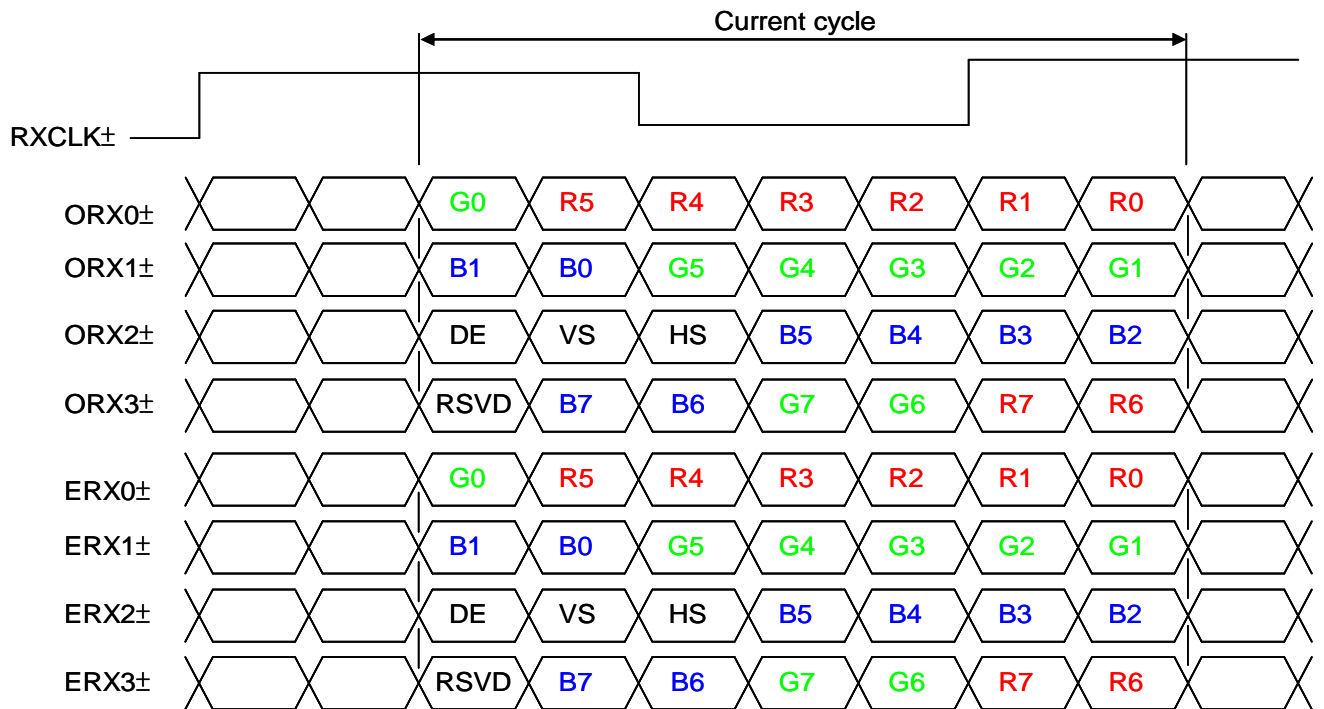 Current cycle
RXCLK±
ORX0± G0 R5 R4 R3 R2 R1 R0
ORX1± B1 B0 G5 G4 G3 G2 G1
ORX2± DE VS HS B5 B4 B3 B2
ORX3± RSVD B7 B6 G7 G6 R7 R6
ERX0± G0 R5 R4 R3 R2 R1 R0
ERX1± B1 B0 G5 G4 G3 G2 G1
ERX2± DE VS HS B5 B4 B3 B2
ERX3± RSVD B7 B6 G7 G6 R7 R6